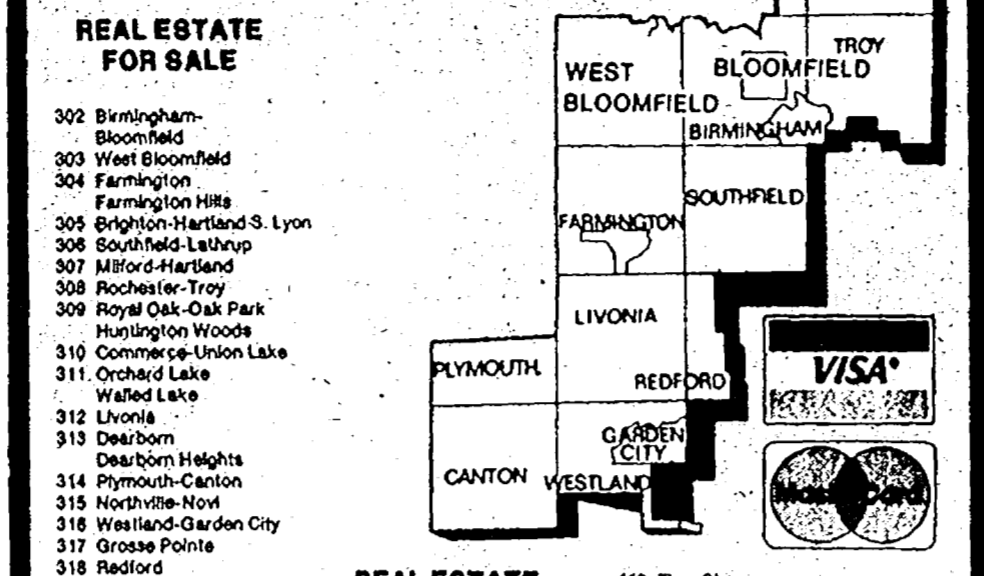 REAL ESTATE
FOR SALE
302 Birmingham-
Bloomfield
303 West Bloomfield
304 Farmington
Farmington Hills
305 Brighton-Hartland-S. Lyon
306 Southfield-Lathrup
307 Milford-Hartland
308 Rochester-Troy
309 Royal Oak-Oak Park
Huntington Woods
310 Commerce-Union Lake
311 Orchard Lake
Walled Lake
312 Livonia
313 Dearborn
Dearborn Heights
314 Plymouth-Canton
315 Northville-Novi
316 Westland-Garden City
317 Grosse Pointe
318 Redford
TROY
WEST
BLOOMFIELD
BLOOMFIELD
BIRMINGHAM
SOUTHFIELD
FARMINGTON
LIVONIA
PLYMOUTH
REDFORD
GARDEN
CITY
CANTON
WESTLAND
VISA
MasterCard
REAL ESTATE